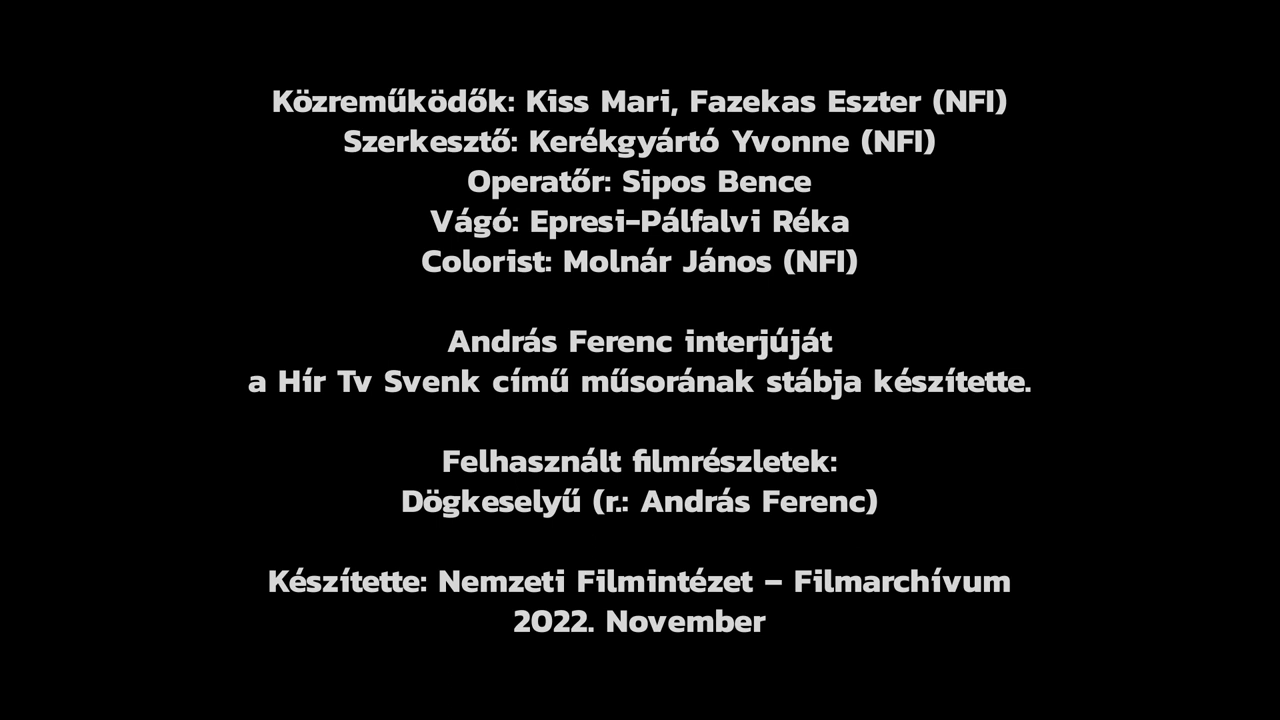 Közreműködők: Kiss Mari, Fazekas Eszter (NFI)
Szerkesztő: Kerékgyártó Yvonne (NFI)
Operatőr: Sipos Bence
Vágó: Epresi-Pálfalvi Réka
Colorist: Molnár János (NFI)
András Ferenc interjúját
a Hír Tv Svenk című műsorának stábja készítette.
Felhasznált filmrészletek:
Dögkeselyű (r.: András Ferenc)
Készítette: Nemzeti Filmintézet – Filmarchívum
2022. November